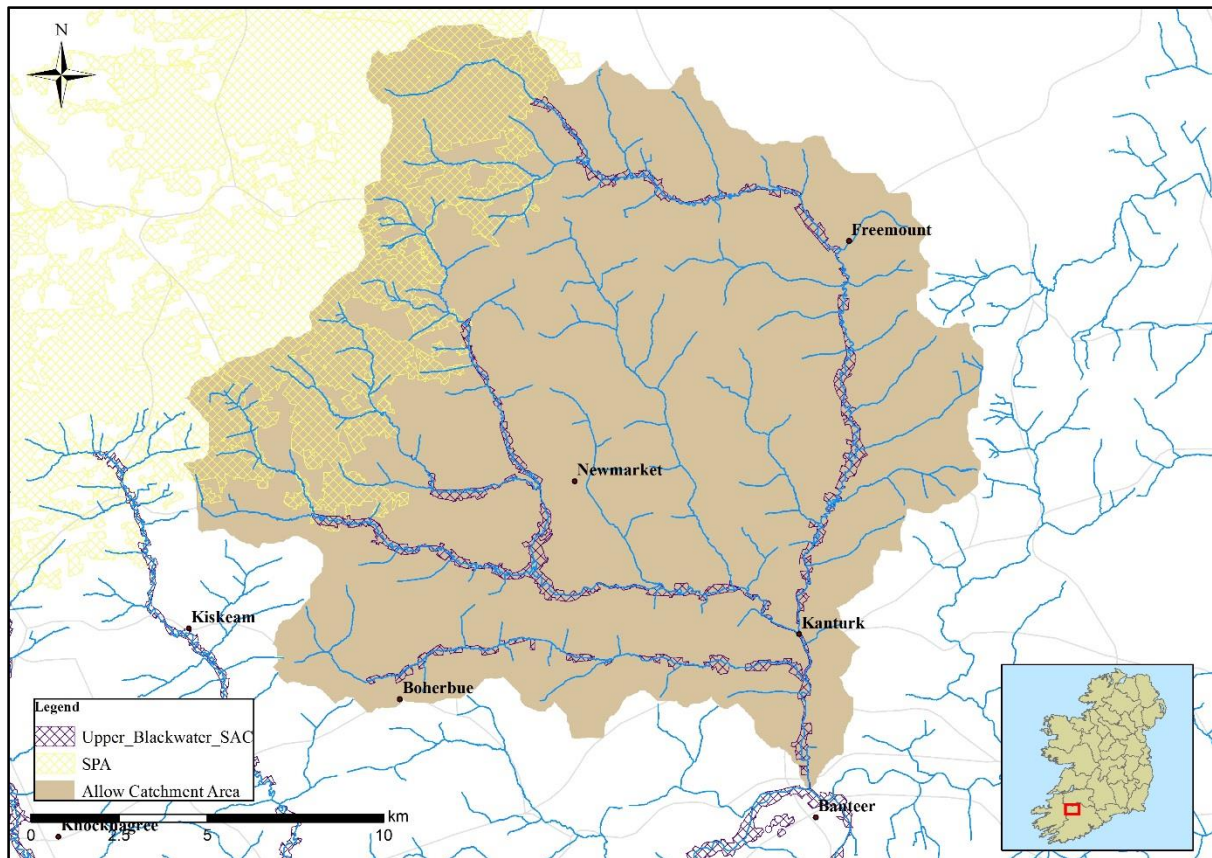 N
Freemount
Newmarket
Kiskeam
Kanturk
Boherbue
Legend
Upper_Blackwater_SAC
SPA
Allow Catchment Area
0 2.5 5 10 km
Knocknagree
Banteer